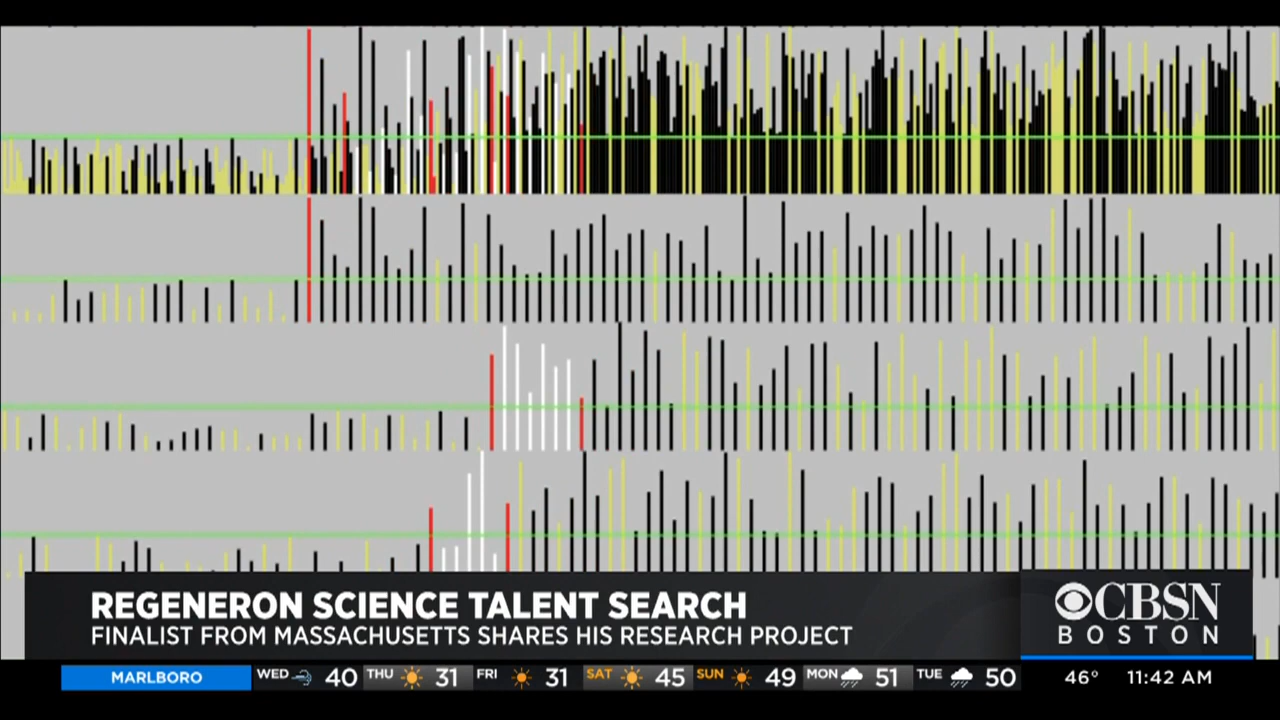 REGENERON SCIENCE TALENT SEARCH
FINALIST FROM MASSACHUSETTS SHARES HIS RESEARCH PROJECT
CBSN
BOSTON
MARLBORO WED 40 THU 31 FRI 31 SAT 45 SUN 49 MON 51 TUE 50 46° 11:42 AM